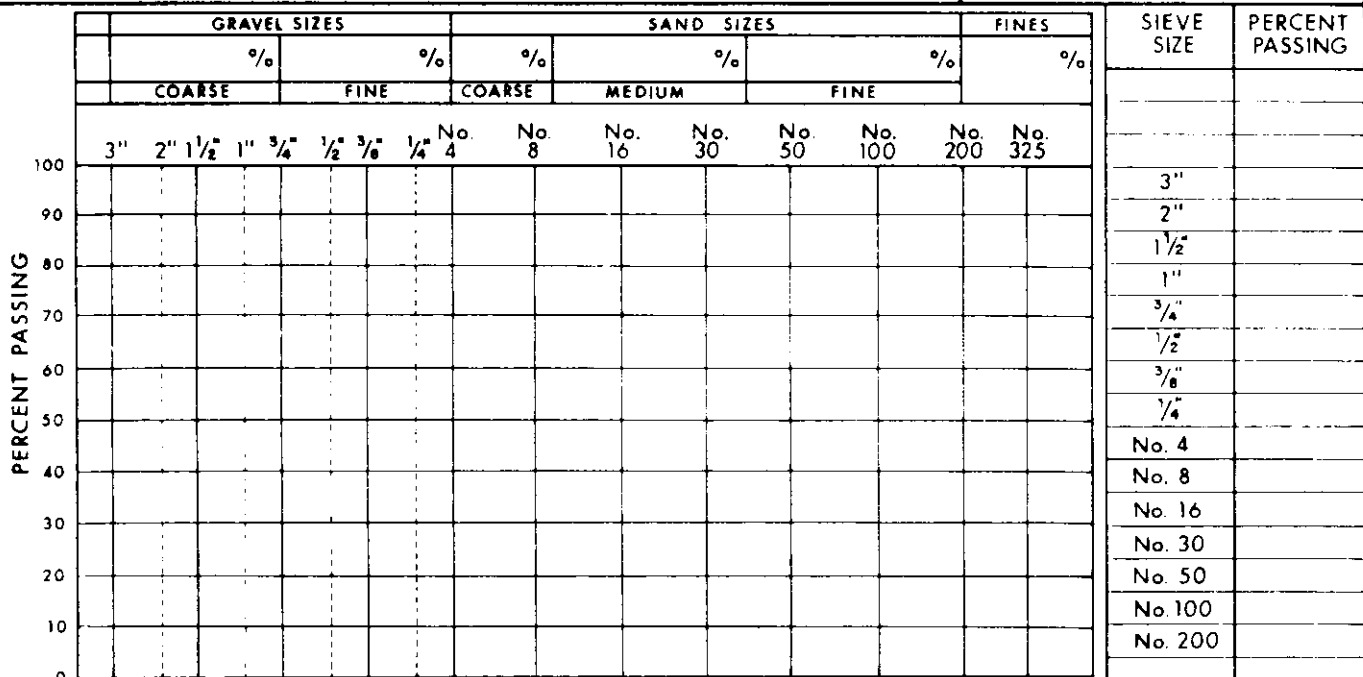 GRAVEL SIZES SAND SIZES FINES
% % % % % %
COARSE FINE COARSE MEDIUM FINE
3" 2" 1½" 1" ¾" ½" ⅜" ¼" No. 4 No. 8 No. 16 No. 30 No. 50 No. 100 No. 200 No. 325
PERCENT PASSING
100
90
80
70
60
50
40
30
20
10
0
SIEVE SIZE PERCENT PASSING
3"
2"
1½"
1"
¾"
½"
⅜"
¼"
No. 4
No. 8
No. 16
No. 30
No. 50
No. 100
No. 200